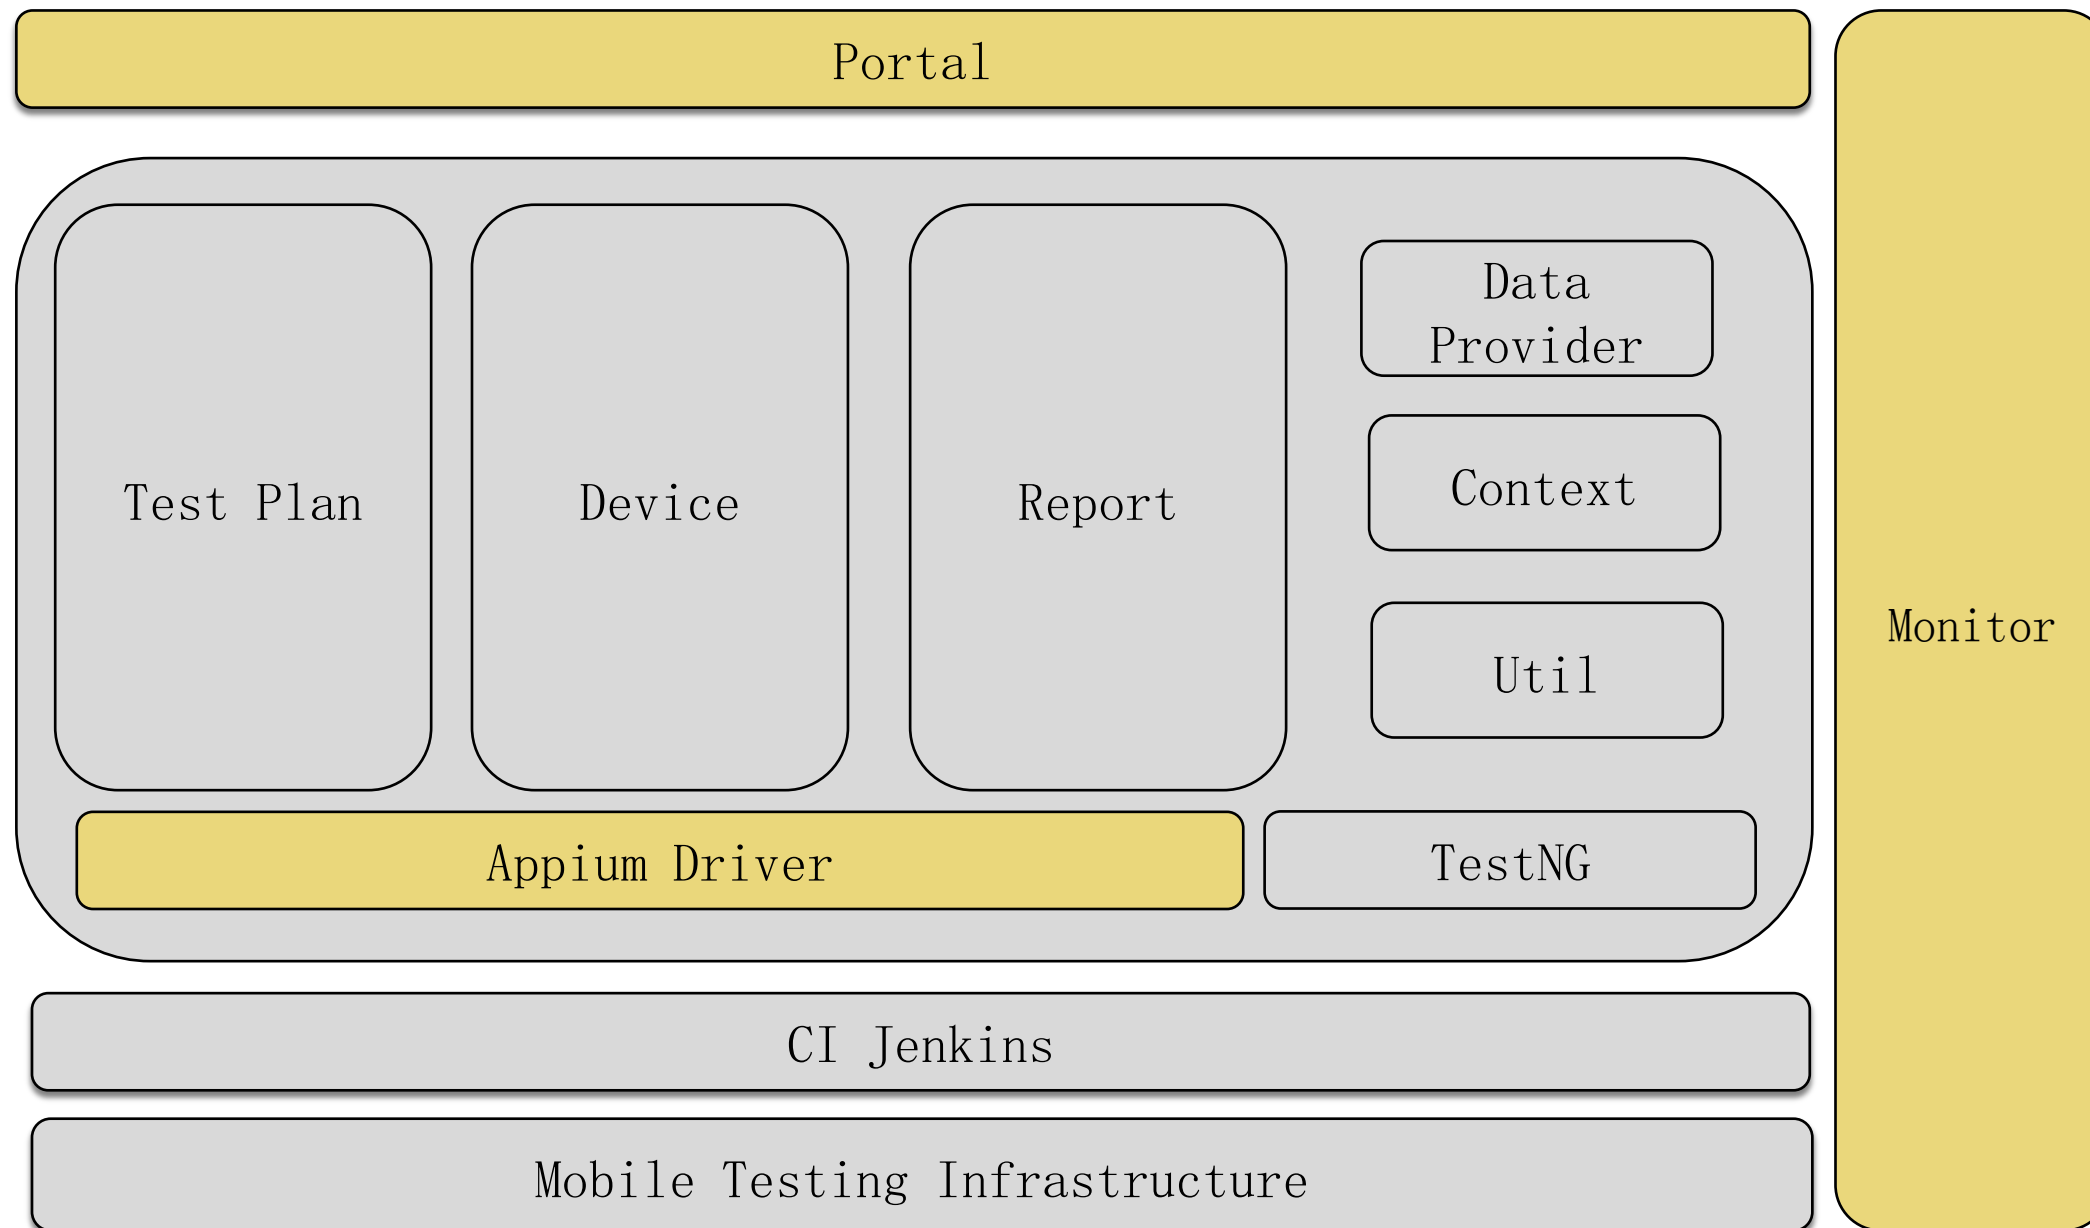 Portal
Test Plan
Device
Report
Data
Provider
Context
Util
Monitor
Appium Driver
TestNG
CI Jenkins
Mobile Testing Infrastructure